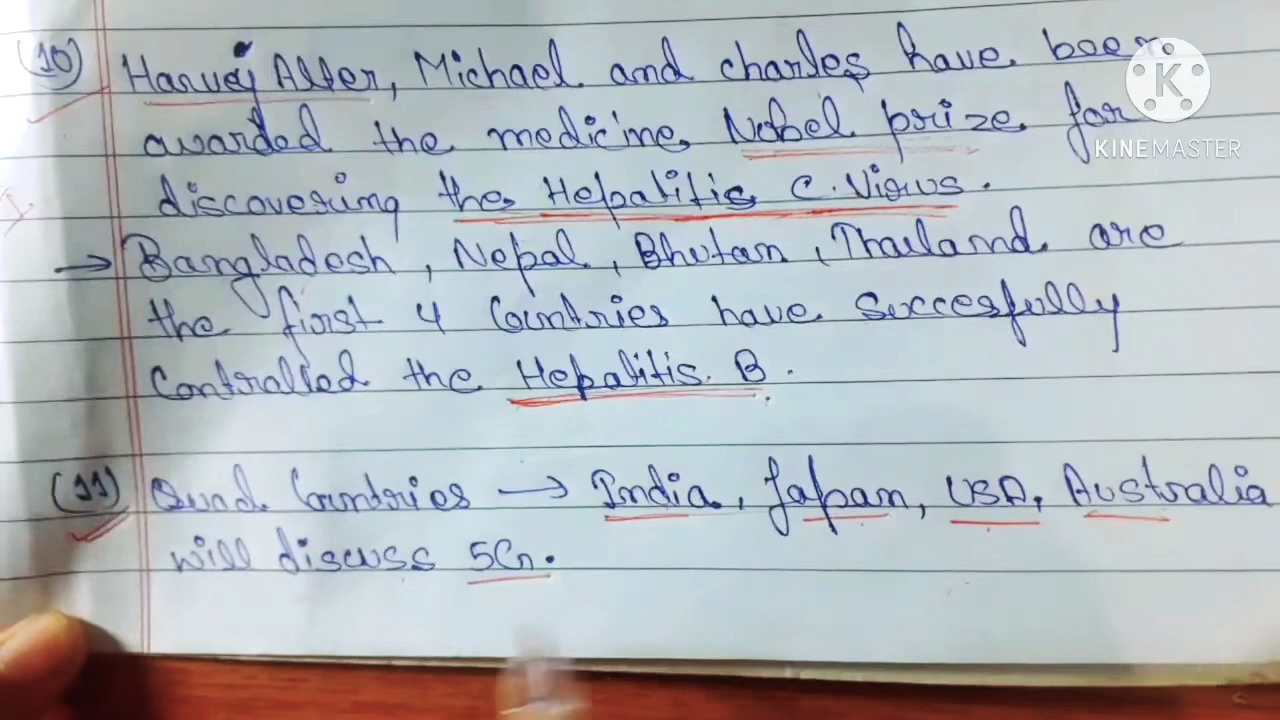 (10) Harvey Alter, Michael and charles have been
awarded the medicine Nobel prize for
discovering the Hepatitis C. Virus.
→ Bangladesh, Nepal, Bhutan, Thailand are
the first 4 Countries have Succesfully
Controlled the Hepatitis B.
(11) Quad Countries → India, Japan, USA, Australia
will discuss 5G.
K
KINEMASTER